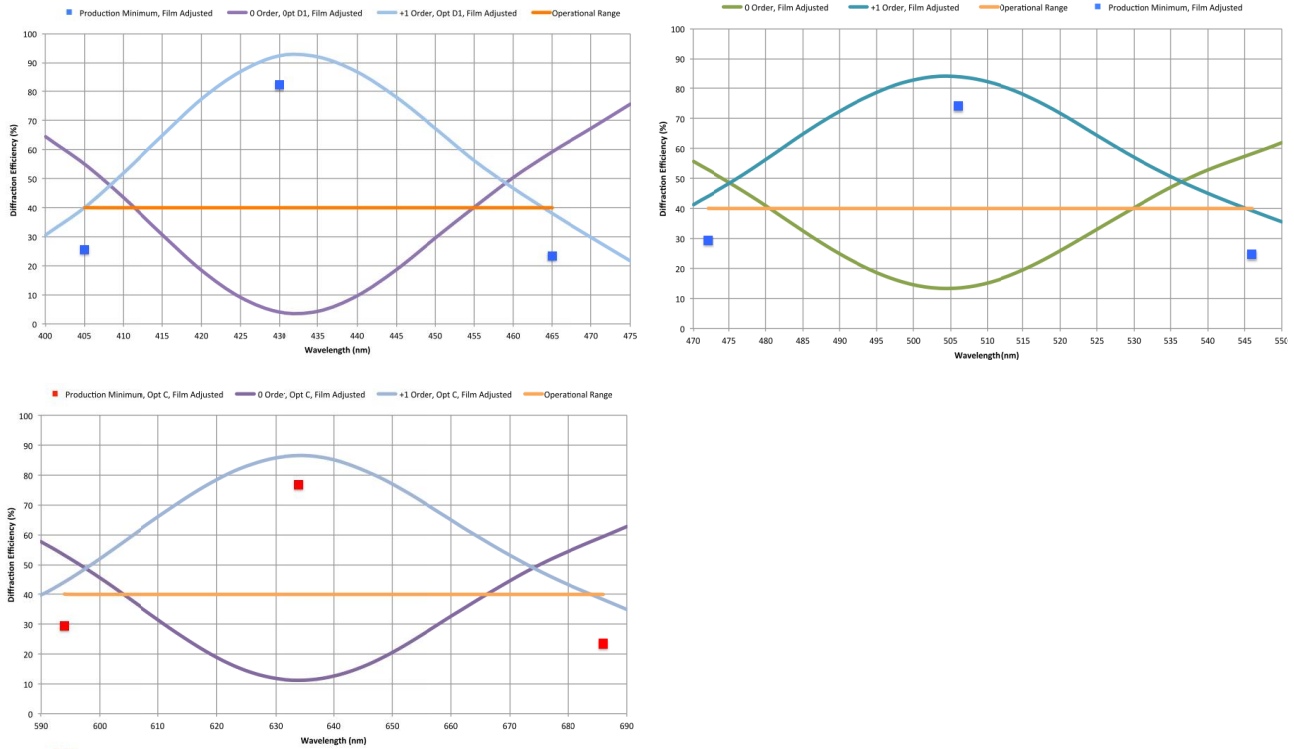 Production Minimum, Film Adjusted 0 Order, 0pt D1, Film Adjusted +1 Order, Opt D1, Film Adjusted Operational Range
100
90
80
70
60
50
40
30
20
10
0
Diffraction Efficiency (%)
400 405 410 415 420 425 430 435 440 445 450 455 460 465 470 475
Wavelength (nm)
0 Order, Film Adjusted +1 Order, Film Adjusted Operational Range Production Minimum, Film Adjusted
100
90
80
70
60
50
40
30
20
10
0
Diffraction Efficiency (%)
470 475 480 485 490 495 500 505 510 515 520 525 530 535 540 545 550
Wavelength(nm)
Production Minimum, Opt C, Film Adjusted 0 Order, Opt C, Film Adjusted +1 Order, Opt C, Film Adjusted Operational Range
100
90
80
70
60
50
40
30
20
10
0
Diffraction Efficiency (%)
590 600 610 620 630 640 650 660 670 680 690
Wavelength (nm)